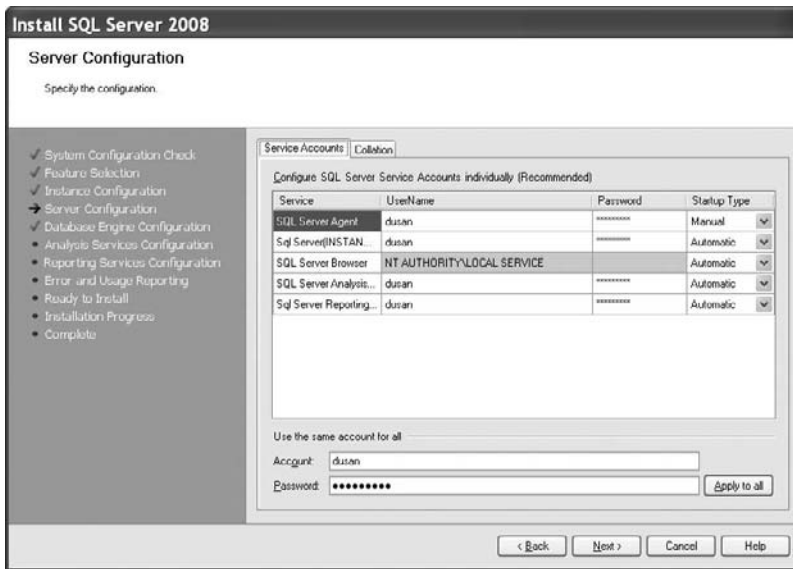 Install SQL Server 2008
Server Configuration
Specify the configuration.
System Configuration Check
Feature Selection
Instance Configuration
Server Configuration
Database Engine Configuration
Analysis Services Configuration
Reporting Services Configuration
Error and Usage Reporting
Ready to Install
Installation Progress
Complete
Service Accounts Collation
Configure SQL Server Service Accounts individually (Recommended)
Service UserName Password Startup Type
SQL Server Agent dusan ********* Manual
Sql Server(INSTAN... dusan ********* Automatic
SQL Server Browser NT AUTHORITY\LOCAL SERVICE Automatic
SQL Server Analysis... dusan ********* Automatic
Sql Server Reporting... dusan ********* Automatic
Use the same account for all
Account: dusan
Password: ●●●●●●●●● Apply to all
< Back Next > Cancel Help